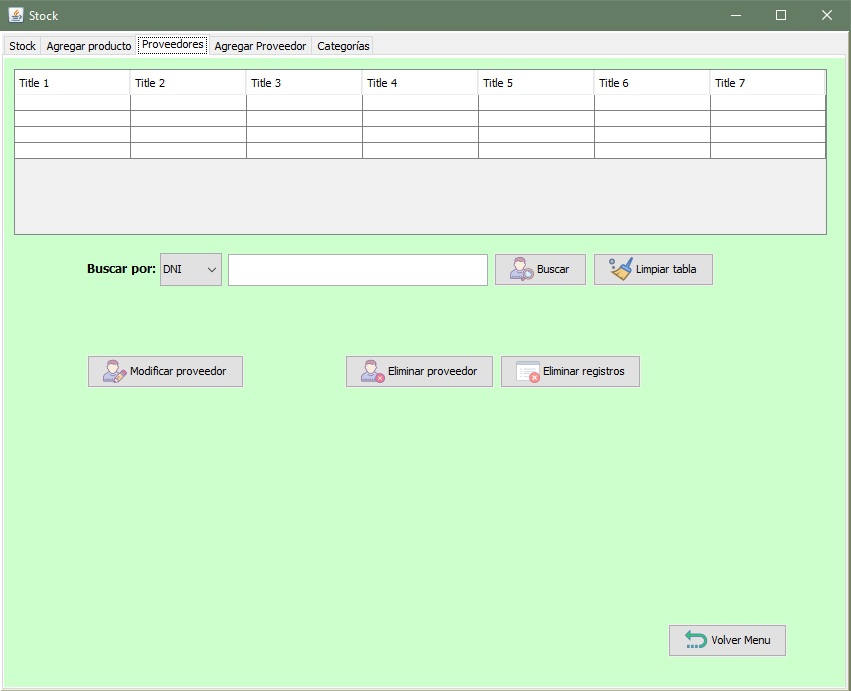 Stock
Stock Agregar producto Proveedores Agregar Proveedor Categorías
Title 1 Title 2 Title 3 Title 4 Title 5 Title 6 Title 7
Buscar por: DNI Buscar Limpiar tabla
Modificar proveedor Eliminar proveedor Eliminar registros
Volver Menu